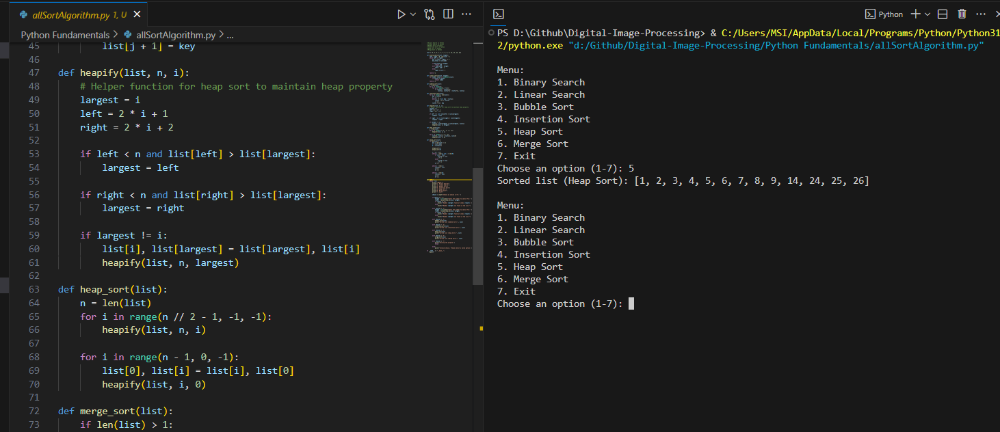 allSortAlgorithm.py 1, U
Python Fundamentals > allSortAlgorithm.py > ...
45 list[j + 1] = key
46
47 def heapify(list, n, i):
48 # Helper function for heap sort to maintain heap property
49 largest = i
50 left = 2 * i + 1
51 right = 2 * i + 2
52
53 if left < n and list[left] > list[largest]:
54 largest = left
55
56 if right < n and list[right] > list[largest]:
57 largest = right
58
59 if largest != i:
60 list[i], list[largest] = list[largest], list[i]
61 heapify(list, n, largest)
62
63 def heap_sort(list):
64 n = len(list)
65 for i in range(n // 2 - 1, -1, -1):
66 heapify(list, n, i)
67
68 for i in range(n - 1, 0, -1):
69 list[0], list[i] = list[i], list[0]
70 heapify(list, i, 0)
71
72 def merge_sort(list):
73 if len(list) > 1:
Python
PS D:\Github\Digital-Image-Processing> & C:/Users/MSI/AppData/Local/Programs/Python/Python31
2/python.exe "d:/Github/Digital-Image-Processing/Python Fundamentals/allSortAlgorithm.py"
Menu:
1. Binary Search
2. Linear Search
3. Bubble Sort
4. Insertion Sort
5. Heap Sort
6. Merge Sort
7. Exit
Choose an option (1-7): 5
Sorted list (Heap Sort): [1, 2, 3, 4, 5, 6, 7, 8, 9, 14, 24, 25, 26]
Menu:
1. Binary Search
2. Linear Search
3. Bubble Sort
4. Insertion Sort
5. Heap Sort
6. Merge Sort
7. Exit
Choose an option (1-7):